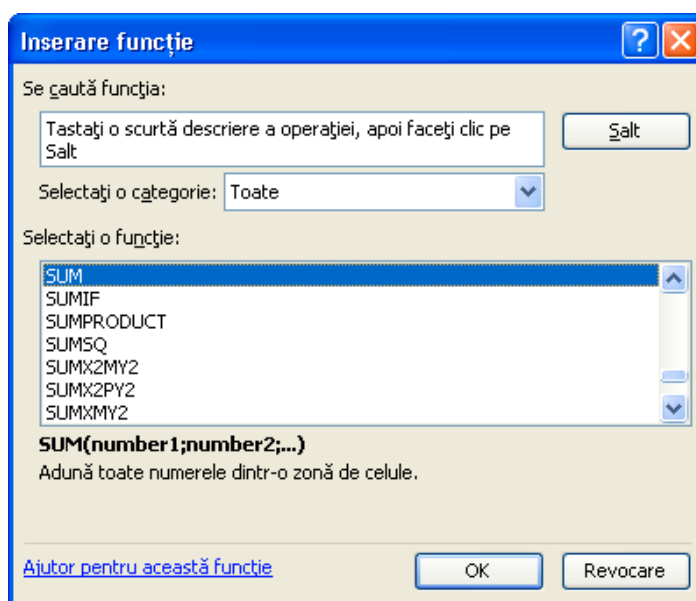 Inserare funcție
?
Se caută funcţia:
Tastaţi o scurtă descriere a operaţiei, apoi faceţi clic pe
Salt
Salt
Selectaţi o categorie: Toate
Selectaţi o funcţie:
SUM
SUMIF
SUMPRODUCT
SUMSQ
SUMX2MY2
SUMX2PY2
SUMXMY2
SUM(number1;number2;...)
Adună toate numerele dintr-o zonă de celule.
Ajutor pentru această funcţie
OK
Revocare